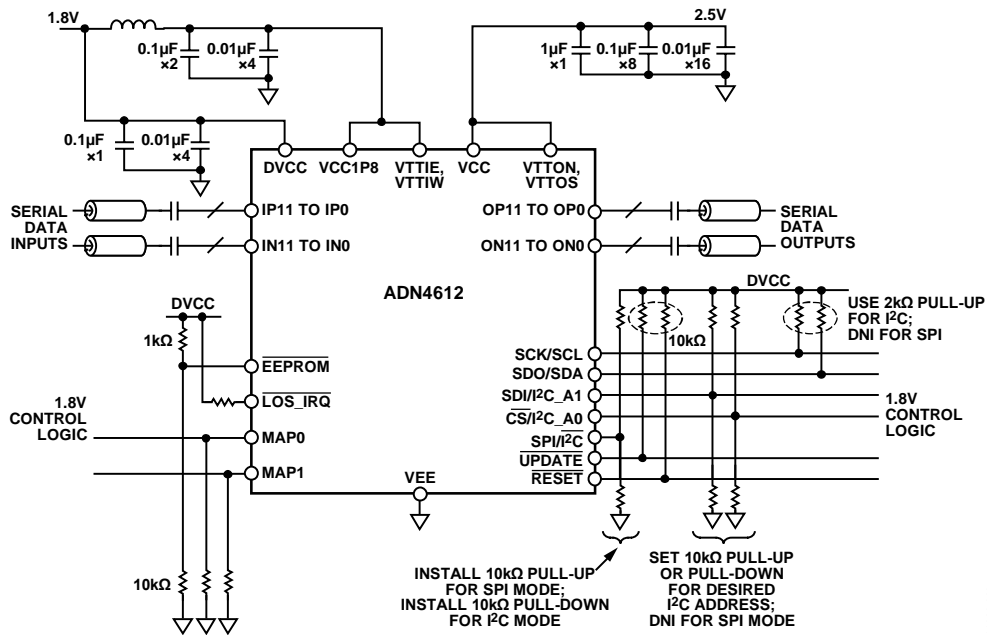 1.8V
0.1µF
×2
0.01µF
×4
0.1µF
×1
0.01µF
×4
2.5V
1µF
×1
0.1µF
×8
0.01µF
×16
DVCC
VCC1P8
VTTIE,
VTTIW
VCC
VTTON,
VTTOS
SERIAL
DATA
INPUTS
IP11 TO IP0
IN11 TO IN0
OP11 TO OP0
ON11 TO ON0
SERIAL
DATA
OUTPUTS
ADN4612
DVCC
1kΩ
EEPROM
LOS_IRQ
1.8V
CONTROL
LOGIC
MAP0
MAP1
10kΩ
VEE
DVCC
10kΩ
USE 2kΩ PULL-UP
FOR I²C;
DNI FOR SPI
SCK/SCL
SDO/SDA
SDI/I²C_A1
CS/I²C_A0
SPI/I²C
UPDATE
RESET
1.8V
CONTROL
LOGIC
INSTALL 10kΩ PULL-UP
FOR SPI MODE;
INSTALL 10kΩ PULL-DOWN
FOR I²C MODE
SET 10kΩ PULL-UP
OR PULL-DOWN
FOR DESIRED
I²C ADDRESS;
DNI FOR SPI MODE